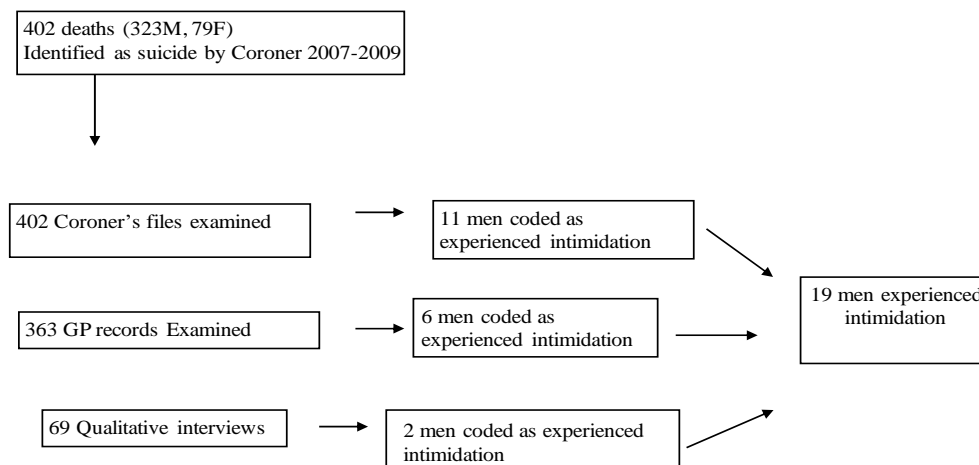 402 deaths (323M, 79F)
Identified as suicide by Coroner 2007-2009
402 Coroner’s files examined
11 men coded as
experienced intimidation
19 men experienced
intimidation
363 GP records Examined
6 men coded as
experienced intimidation
69 Qualitative interviews
2 men coded as experienced
intimidation